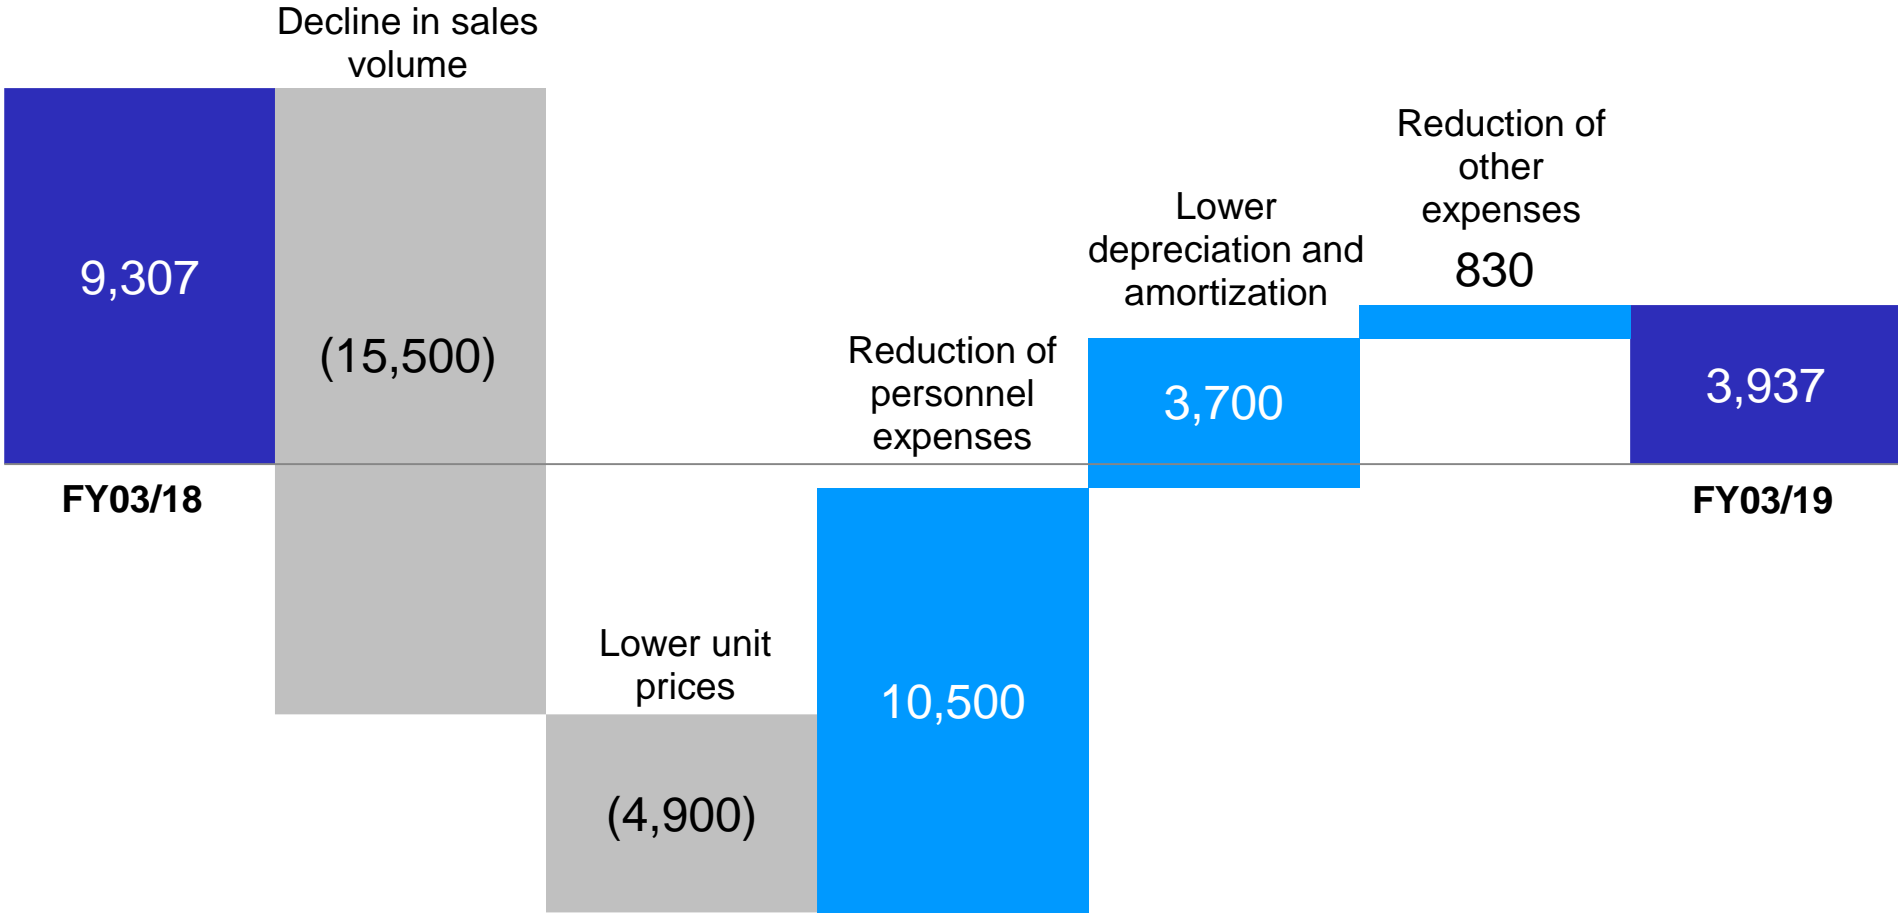 Decline in sales
volume
9,307
FY03/18
(15,500)
Lower unit
prices
(4,900)
Reduction of
personnel
expenses
10,500
Lower
depreciation and
amortization
3,700
Reduction of
other
expenses
830
3,937
FY03/19